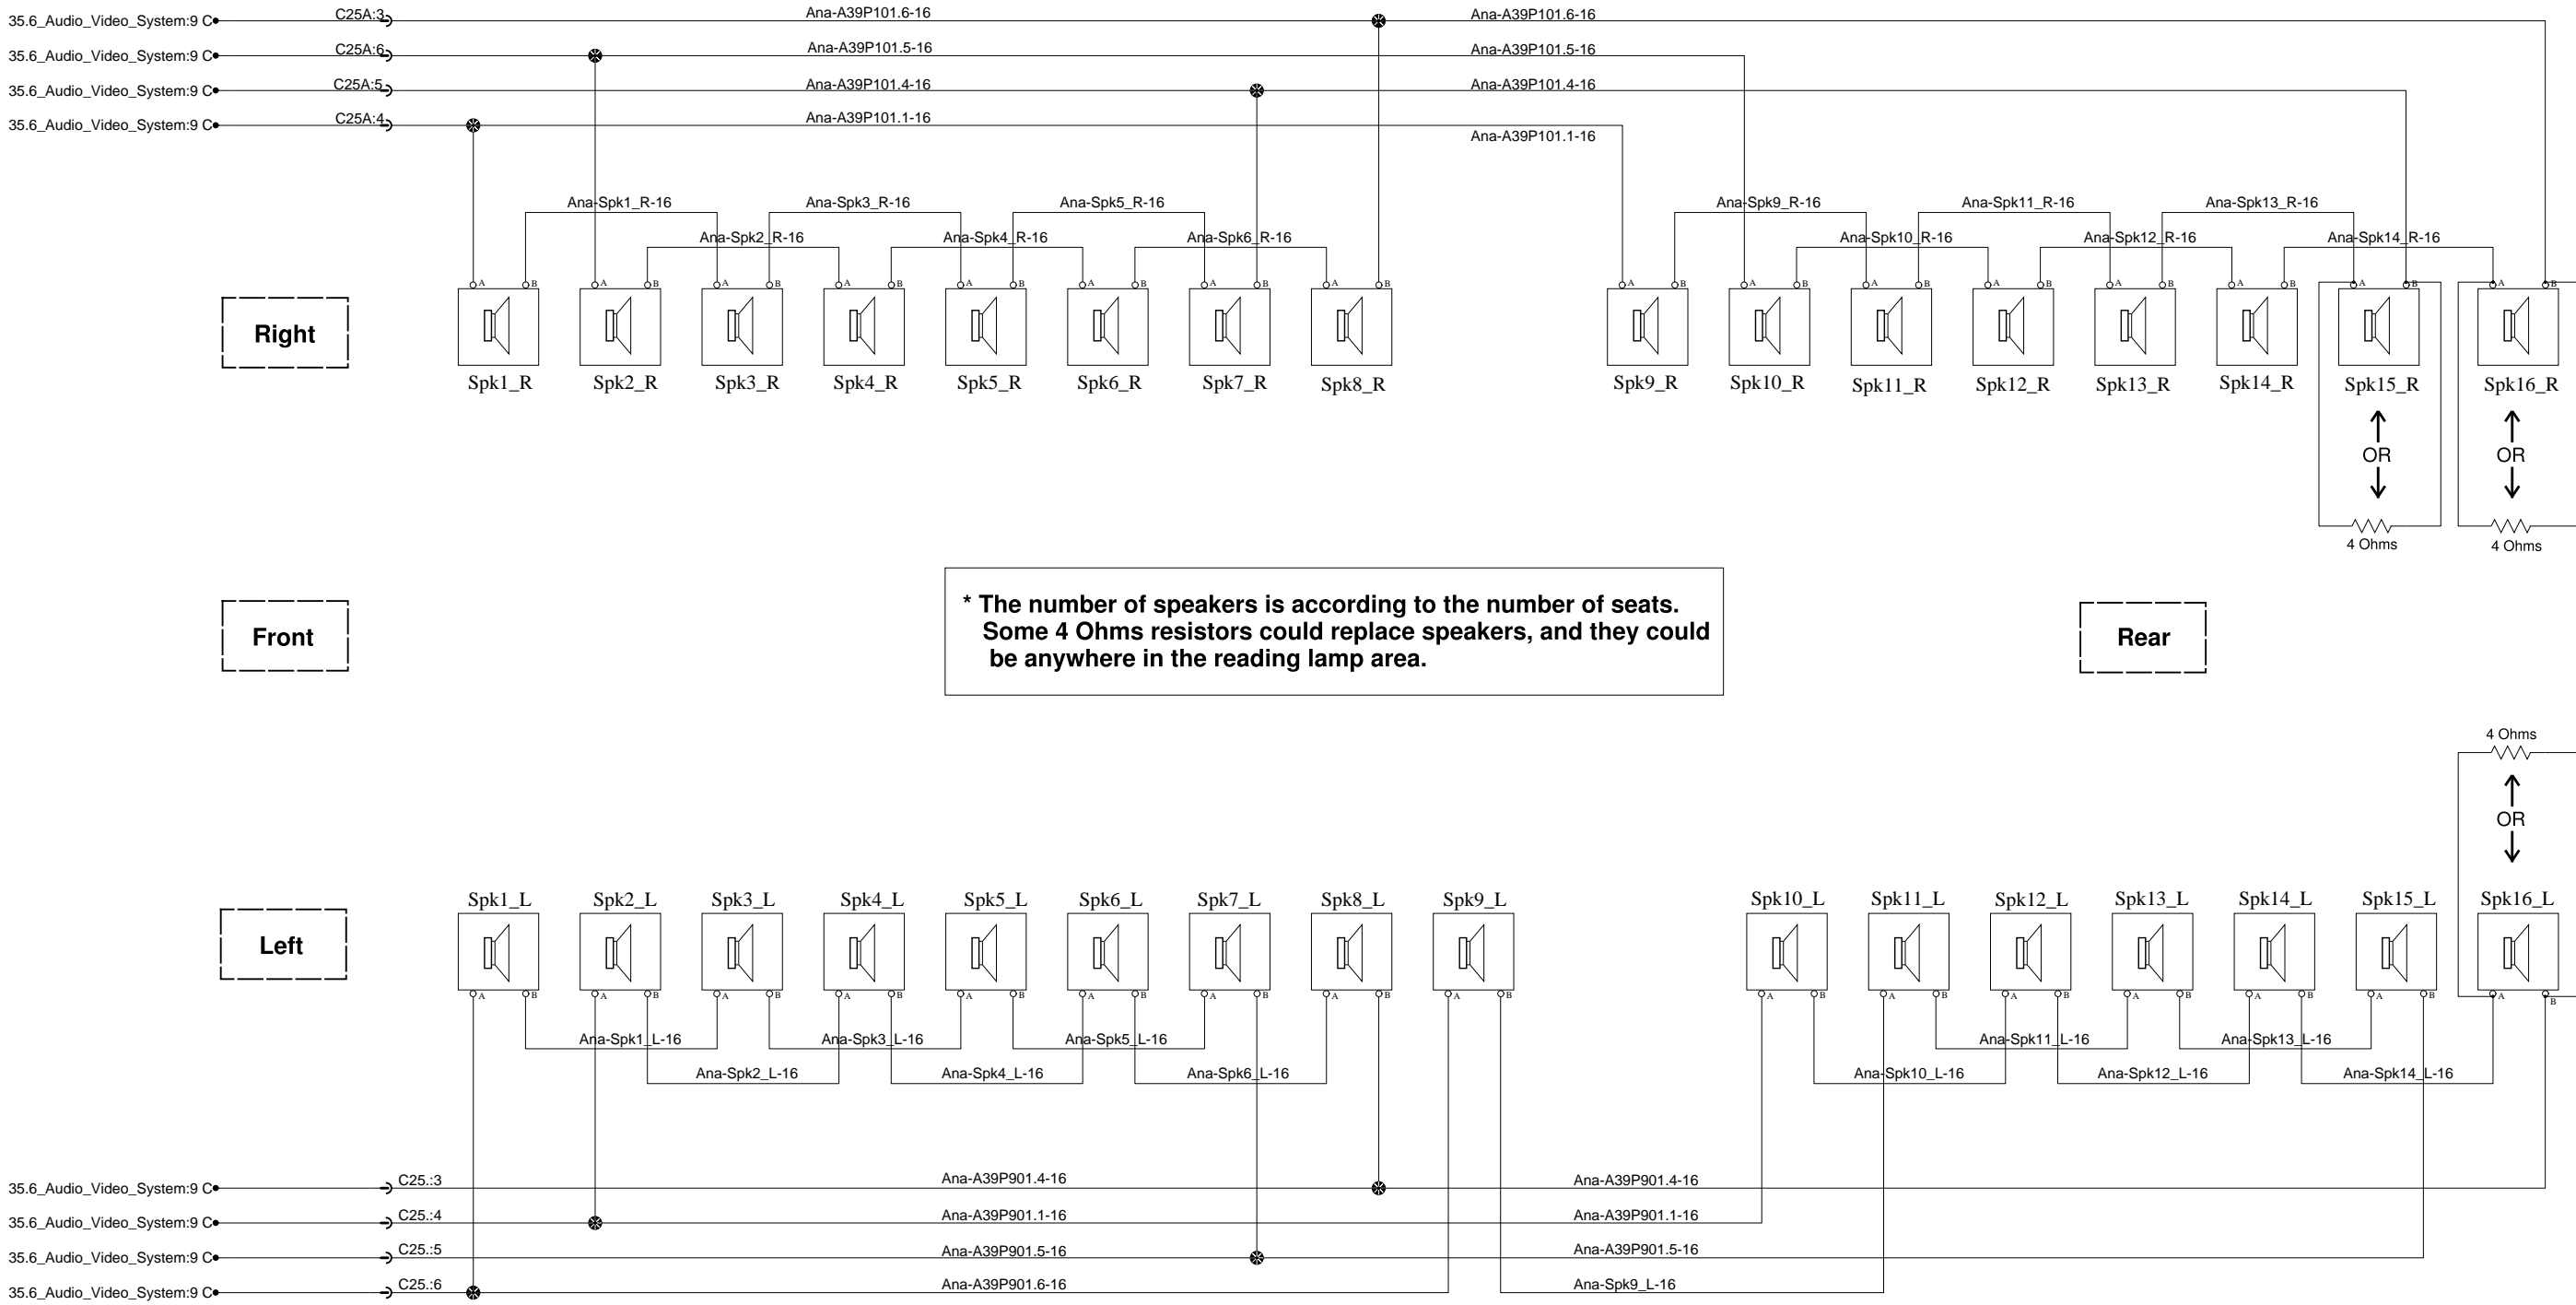 35.6_Audio_Video_System:9 C C25A:3 Ana-A39P101.6-16 Ana-A39P101.6-16
35.6_Audio_Video_System:9 C C25A:6 Ana-A39P101.5-16 Ana-A39P101.5-16
35.6_Audio_Video_System:9 C C25A:5 Ana-A39P101.4-16 Ana-A39P101.4-16
35.6_Audio_Video_System:9 C C25A:4 Ana-A39P101.1-16 Ana-A39P101.1-16
Ana-Spk1_R-16 Ana-Spk3_R-16 Ana-Spk5_R-16 Ana-Spk9_R-16 Ana-Spk11_R-16 Ana-Spk13_R-16
Ana-Spk2_R-16 Ana-Spk4_R-16 Ana-Spk6_R-16 Ana-Spk10_R-16 Ana-Spk12_R-16 Ana-Spk14_R-16
A B A B A B A B A B A B A B A B A B A B A B A B A B A B A B A B
Right
Spk1_R Spk2_R Spk3_R Spk4_R Spk5_R Spk6_R Spk7_R Spk8_R Spk9_R Spk10_R Spk11_R Spk12_R Spk13_R Spk14_R Spk15_R Spk16_R
OR OR
4 Ohms 4 Ohms
* The number of speakers is according to the number of seats.
Some 4 Ohms resistors could replace speakers, and they could
be anywhere in the reading lamp area.
Front
Rear
4 Ohms
OR
Spk1_L Spk2_L Spk3_L Spk4_L Spk5_L Spk6_L Spk7_L Spk8_L Spk9_L Spk10_L Spk11_L Spk12_L Spk13_L Spk14_L Spk15_L Spk16_L
Left
A B A B A B A B A B A B A B A B A B A B A B A B A B A B A B A B
Ana-Spk1_L-16 Ana-Spk3_L-16 Ana-Spk5_L-16 Ana-Spk11_L-16 Ana-Spk13_L-16
Ana-Spk2_L-16 Ana-Spk4_L-16 Ana-Spk6_L-16 Ana-Spk10_L-16 Ana-Spk12_L-16 Ana-Spk14_L-16
35.6_Audio_Video_System:9 C C25.:3 Ana-A39P901.4-16 Ana-A39P901.4-16
35.6_Audio_Video_System:9 C C25.:4 Ana-A39P901.1-16 Ana-A39P901.1-16
35.6_Audio_Video_System:9 C C25.:5 Ana-A39P901.5-16 Ana-A39P901.5-16
35.6_Audio_Video_System:9 C C25.:6 Ana-A39P901.6-16 Ana-Spk9_L-16